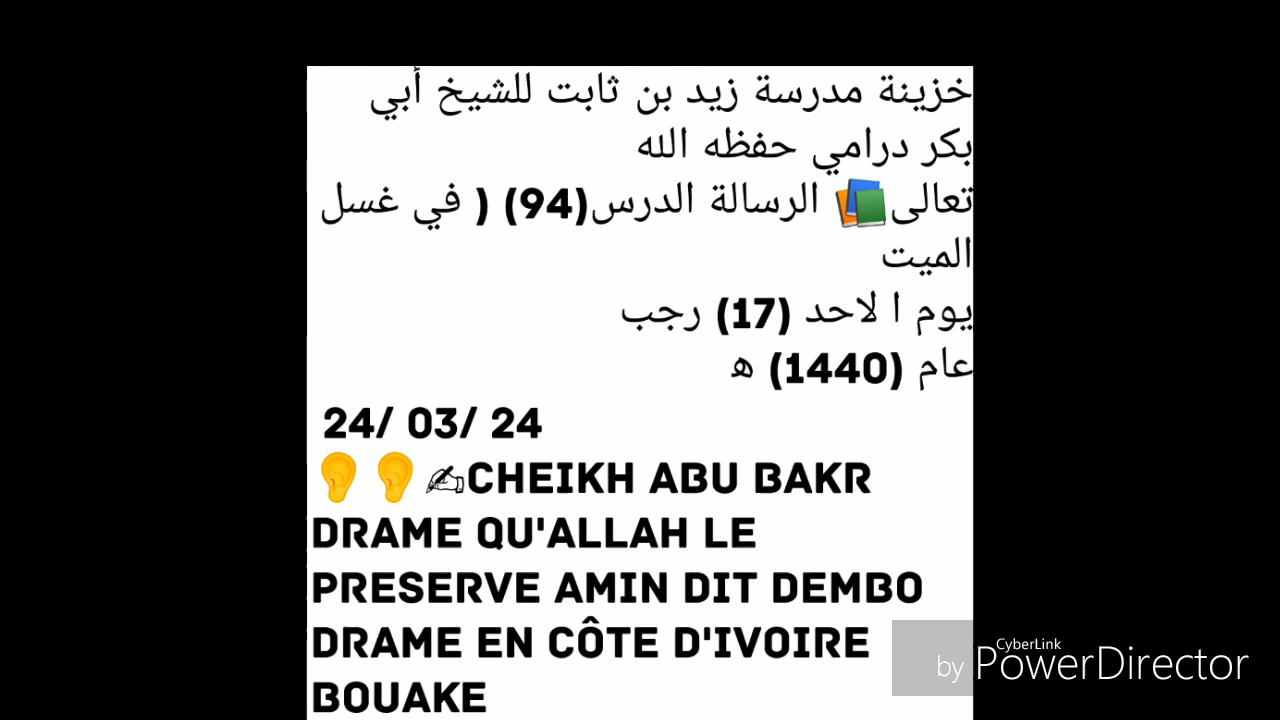 خزينة مدرسة زيد بن ثابت للشيخ أبي
بكر درامي حفظه الله
تعالى📚 الرسالة الدرس(94) ( في غسل
الميت
يوم ا لاحد (17) رجب
عام (1440) ه
24/ 03/ 24
👂👂✍CHEIKH ABU BAKR
DRAME QU'ALLAH LE
PRESERVE AMIN DIT DEMBO
DRAME EN CÔTE D'IVOIRE
BOUAKE
by CyberLink PowerDirector